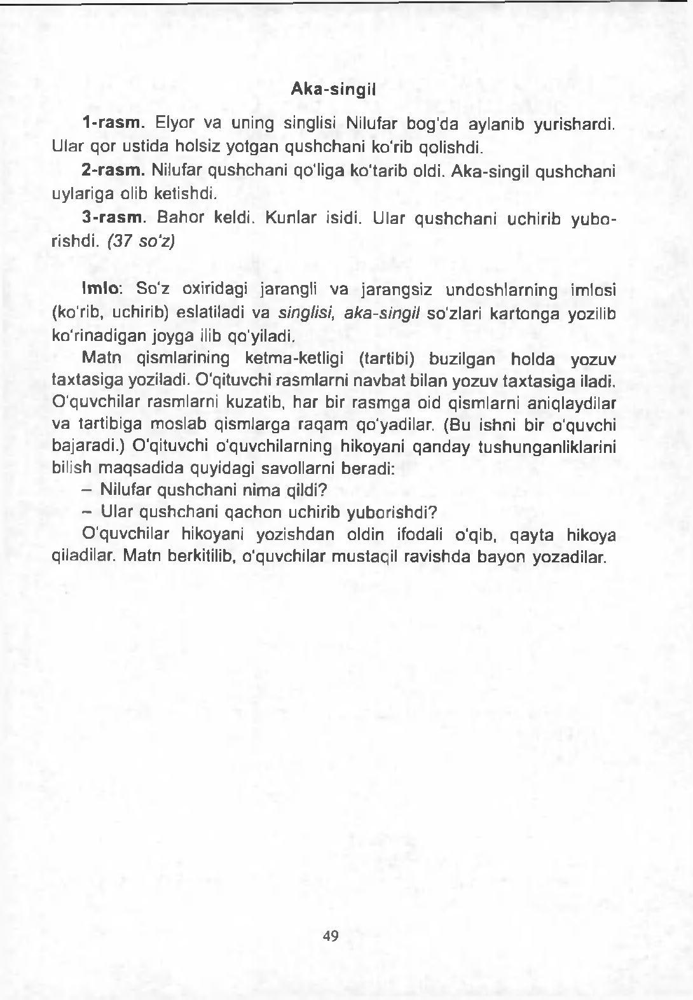 Aka-singil
1-rasm. Elyor va uning singlisi Nilufar bog'da aylanib yurishardi.
Ular qor ustida holsiz yotgan qushchani ko'rib qolishdi.
2-rasm. Nilufar qushchani qo'liga ko'tarib oldi. Aka-singil qushchani
uylariga olib ketishdi.
3-rasm. Bahor keldi. Kunlar isidi. Ular qushchani uchirib yubo-
rishdi. (37 so'z)
Imlo: So'z oxiridagi jarangli va jarangsiz undoshlarning imlosi
(ko'rib, uchirib) eslatiladi va singlisi, aka-singil so'zlari kartonga yozilib
ko'rinadigan joyga ilib qo'yiladi.
Matn qismlarining ketma-ketligi (tartibi) buzilgan holda yozuv
taxtasiga yoziladi. O'qituvchi rasmlarni navbat bilan yozuv taxtasiga iladi.
O'quvchilar rasmlarni kuzatib, har bir rasmga oid qismlarni aniqlaydilar
va tartibiga moslab qismlarga raqam qo'yadilar. (Bu ishni bir o'quvchi
bajaradi.) O'qituvchi o'quvchilarning hikoyani qanday tushunganliklarini
bilish maqsadida quyidagi savollarni beradi:
– Nilufar qushchani nima qildi?
– Ular qushchani qachon uchirib yuborishdi?
O'quvchilar hikoyani yozishdan oldin ifodali o'qib, qayta hikoya
qiladilar. Matn berkitilib, o'quvchilar mustaqil ravishda bayon yozadilar.
49